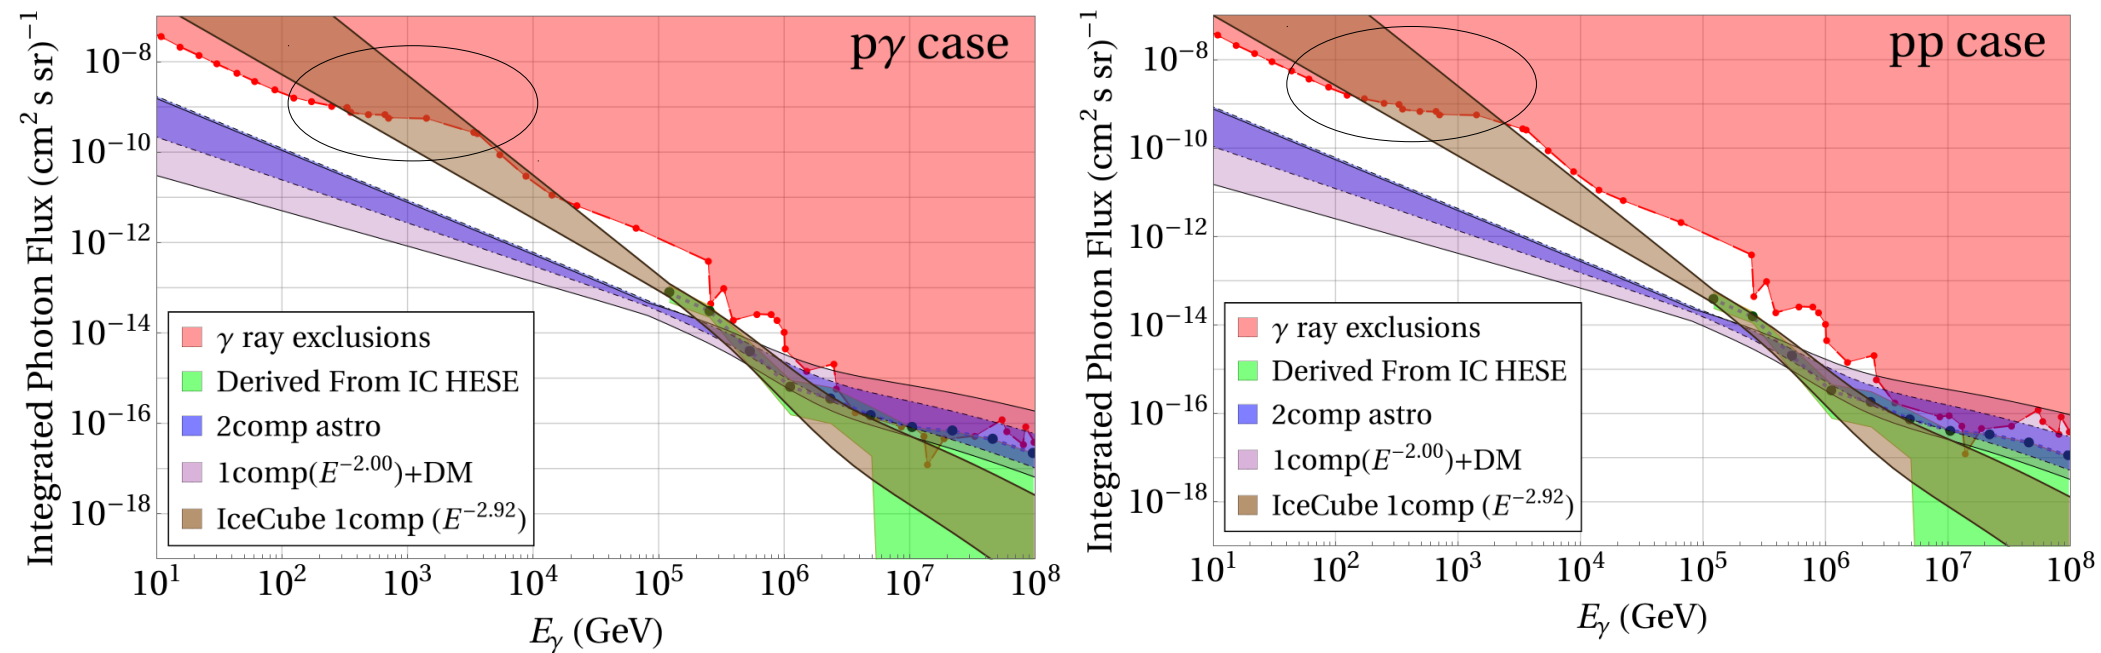 pγ case
Integrated Photon Flux (cm² s sr)⁻¹
10⁻⁸
10⁻¹⁰
10⁻¹²
10⁻¹⁴
10⁻¹⁶
10⁻¹⁸
γ ray exclusions
Derived From IC HESE
2comp astro
1comp(E⁻²·⁰⁰)+DM
IceCube 1comp (E⁻²·⁹²)
10¹ 10² 10³ 10⁴ 10⁵ 10⁶ 10⁷ 10⁸
Eγ (GeV)
pp case
Integrated Photon Flux (cm² s sr)⁻¹
10⁻⁸
10⁻¹⁰
10⁻¹²
10⁻¹⁴
10⁻¹⁶
10⁻¹⁸
γ ray exclusions
Derived From IC HESE
2comp astro
1comp(E⁻²·⁰⁰)+DM
IceCube 1comp (E⁻²·⁹²)
10¹ 10² 10³ 10⁴ 10⁵ 10⁶ 10⁷ 10⁸
Eγ (GeV)